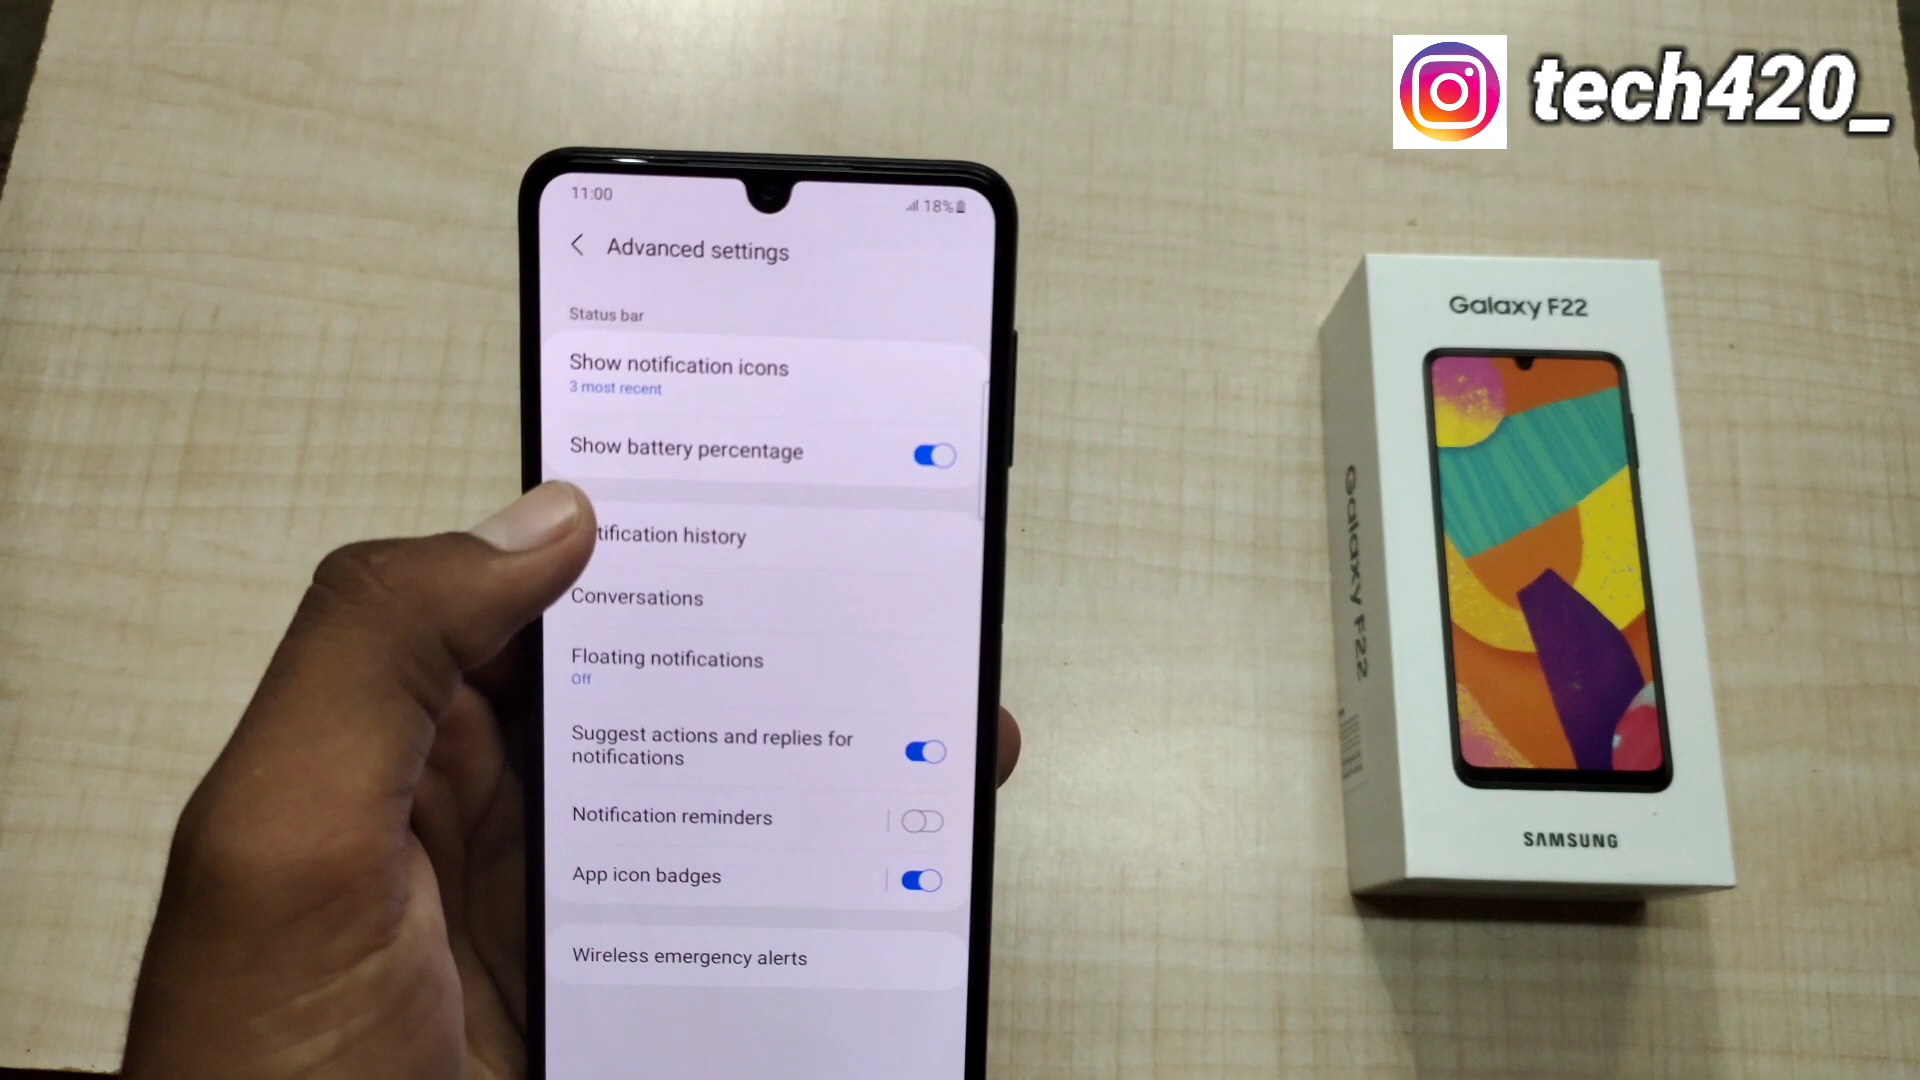 tech420_
11:00
18%
Advanced settings
Status bar
Show notification icons
3 most recent
Show battery percentage
tification history
Conversations
Floating notifications
Off
Suggest actions and replies for
notifications
Notification reminders
App icon badges
Wireless emergency alerts
Galaxy F22
Galaxy F22
SAMSUNG